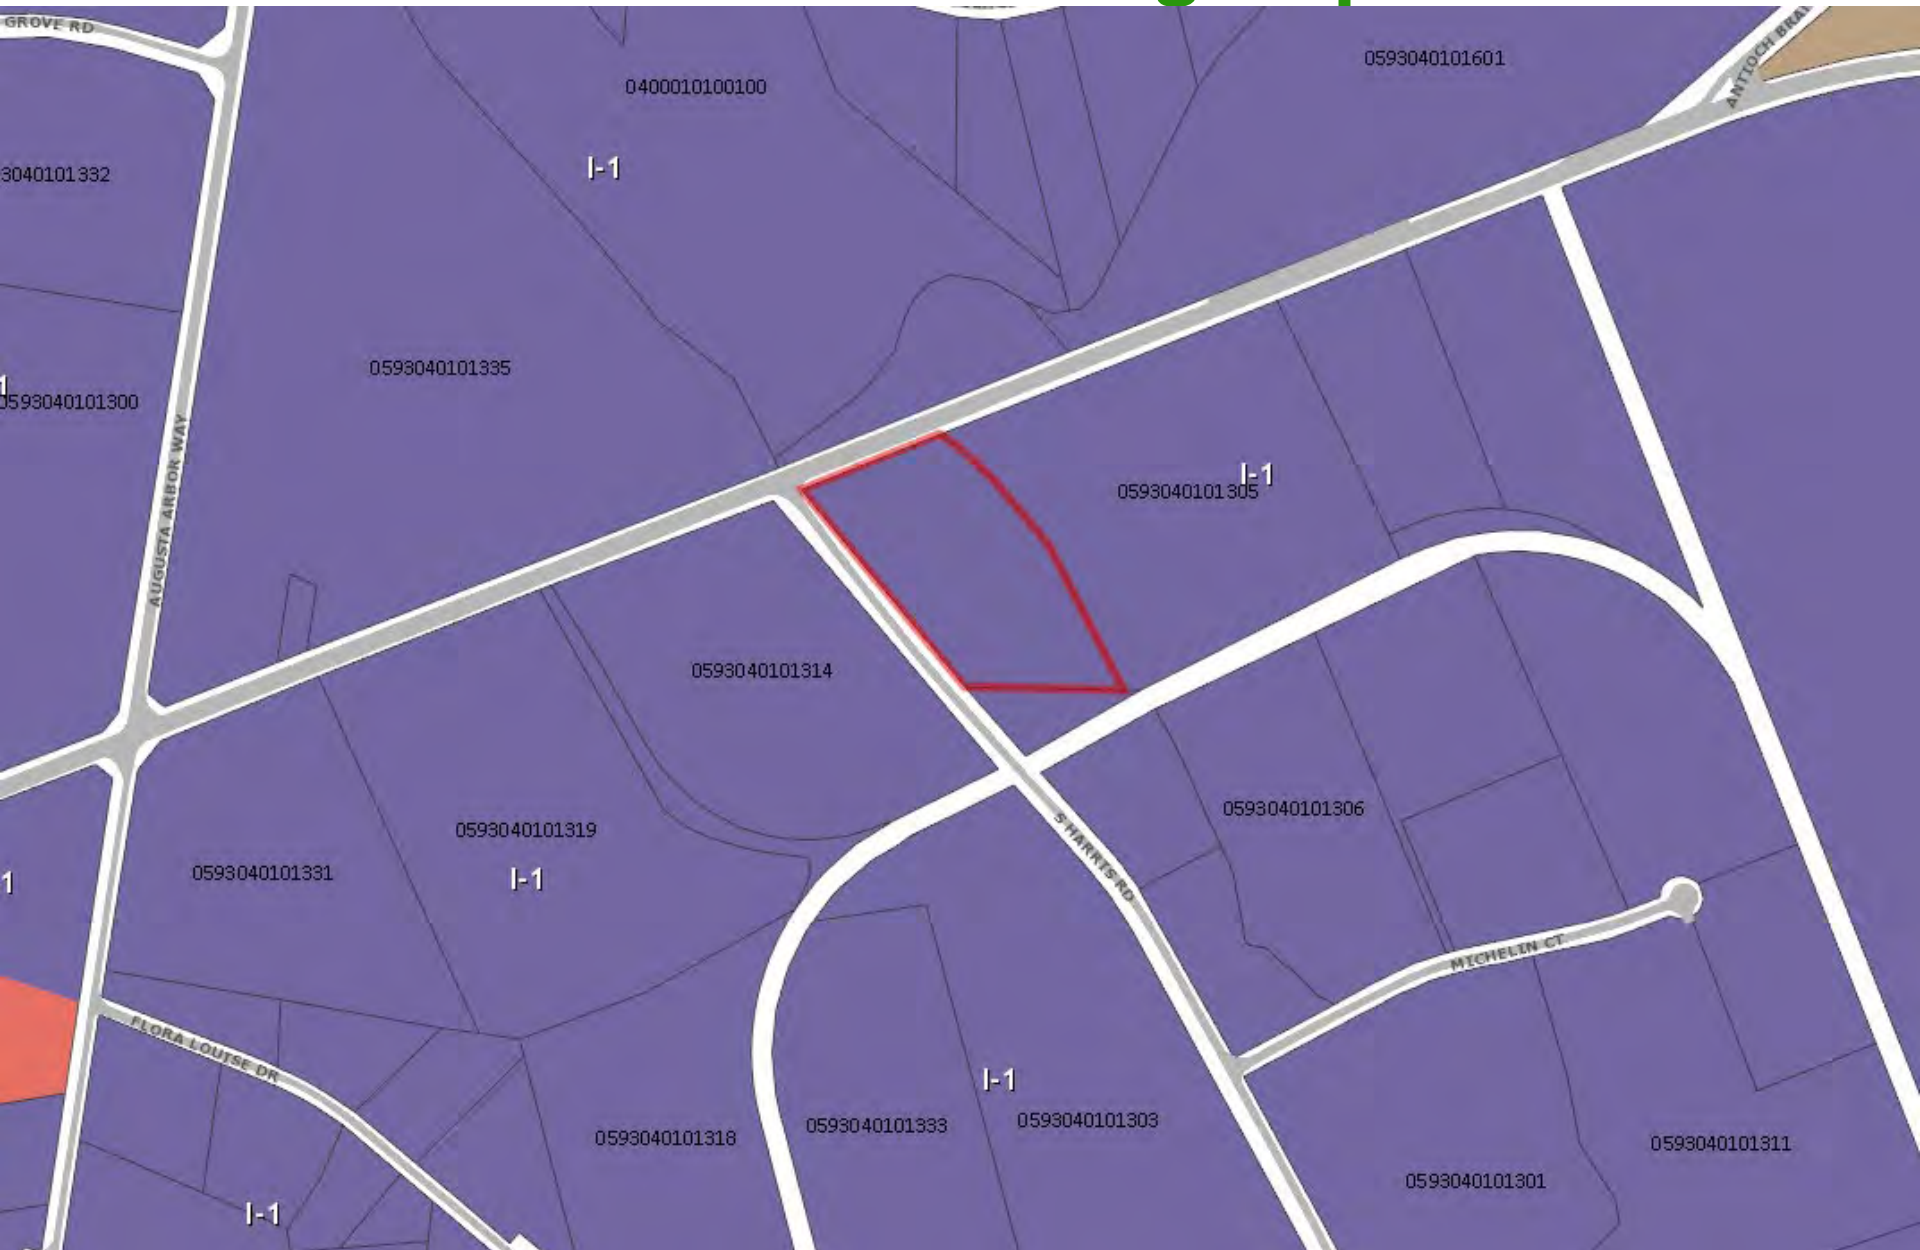 GROVE RD
0400010100100
0593040101601
ANTIOCH BRA
I-1
3040101332
0593040101335
0593040101300
AUGUSTA ARBOR WAY
I-1
0593040101305
0593040101314
0593040101306
S HARRIS RD
0593040101319
0593040101331
I-1
1
MICHELIN CT
FLORA LOUISE DR
I-1
0593040101318
0593040101333
0593040101303
0593040101311
0593040101301
I-1